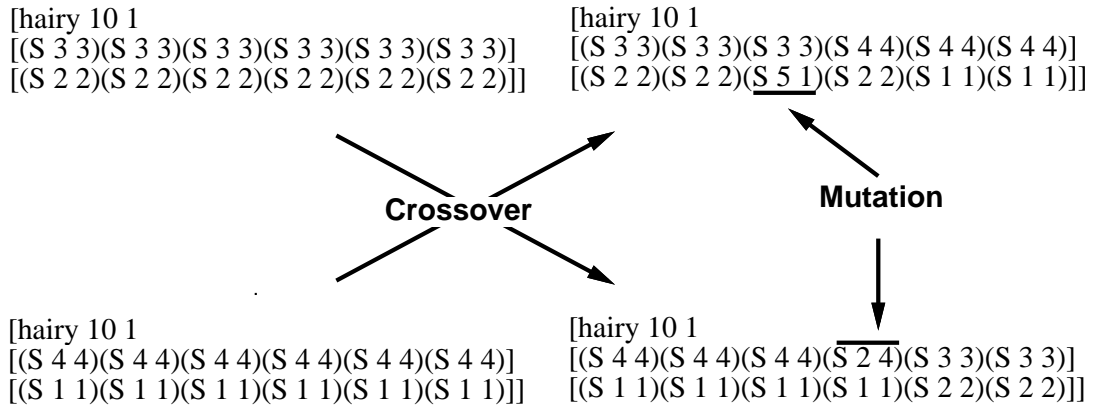 [hairy 10 1
[(S 3 3)(S 3 3)(S 3 3)(S 3 3)(S 3 3)(S 3 3)]
[(S 2 2)(S 2 2)(S 2 2)(S 2 2)(S 2 2)(S 2 2)]]
[hairy 10 1
[(S 3 3)(S 3 3)(S 3 3)(S 4 4)(S 4 4)(S 4 4)]
[(S 2 2)(S 2 2)(S 5 1)(S 2 2)(S 1 1)(S 1 1)]]
Crossover
Mutation
[hairy 10 1
[(S 4 4)(S 4 4)(S 4 4)(S 4 4)(S 4 4)(S 4 4)]
[(S 1 1)(S 1 1)(S 1 1)(S 1 1)(S 1 1)(S 1 1)]]
[hairy 10 1
[(S 4 4)(S 4 4)(S 4 4)(S 2 4)(S 3 3)(S 3 3)]
[(S 1 1)(S 1 1)(S 1 1)(S 1 1)(S 2 2)(S 2 2)]]